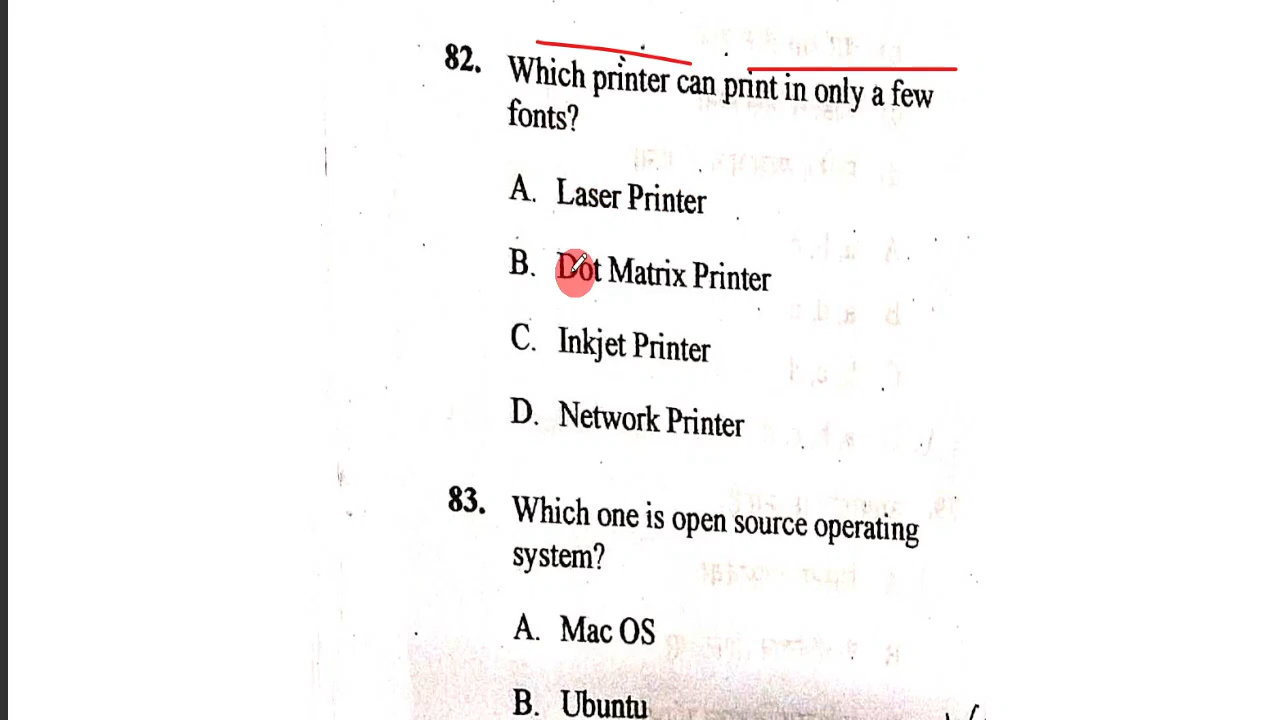 82. Which printer can print in only a few
fonts?
A. Laser Printer
B. Dot Matrix Printer
C. Inkjet Printer
D. Network Printer
83. Which one is open source operating
system?
A. Mac OS
B. Ubuntu